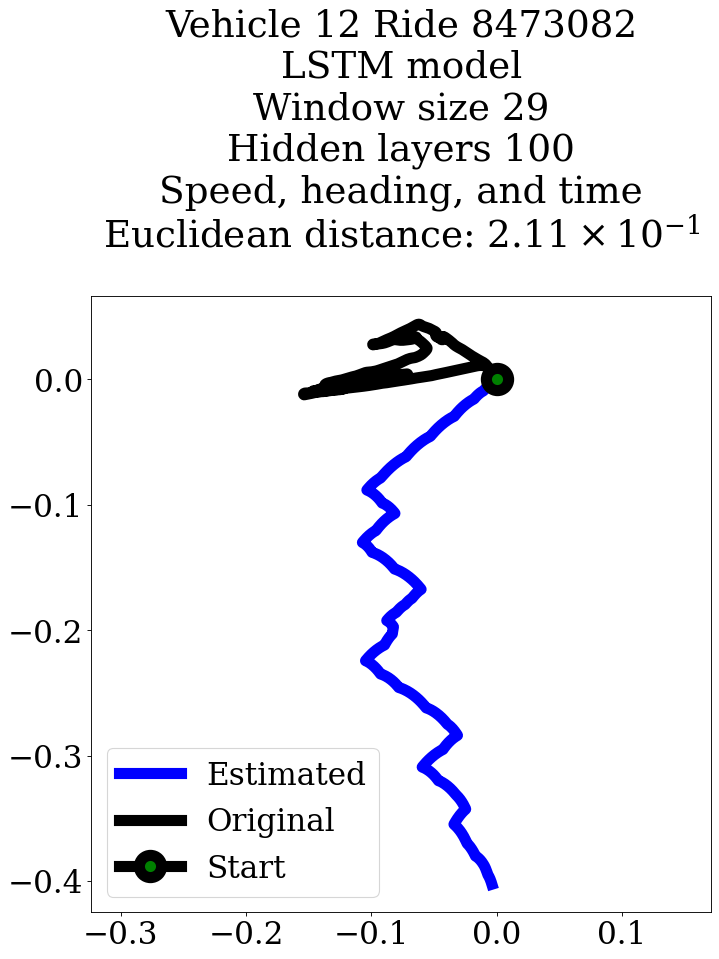 Vehicle 12 Ride 8473082
LSTM model
Window size 29
Hidden layers 100
Speed, heading, and time
Euclidean distance: 2.11 × 10⁻¹
0.0
−0.1
−0.2
−0.3
−0.4
Estimated
Original
Start
−0.3 −0.2 −0.1 0.0 0.1